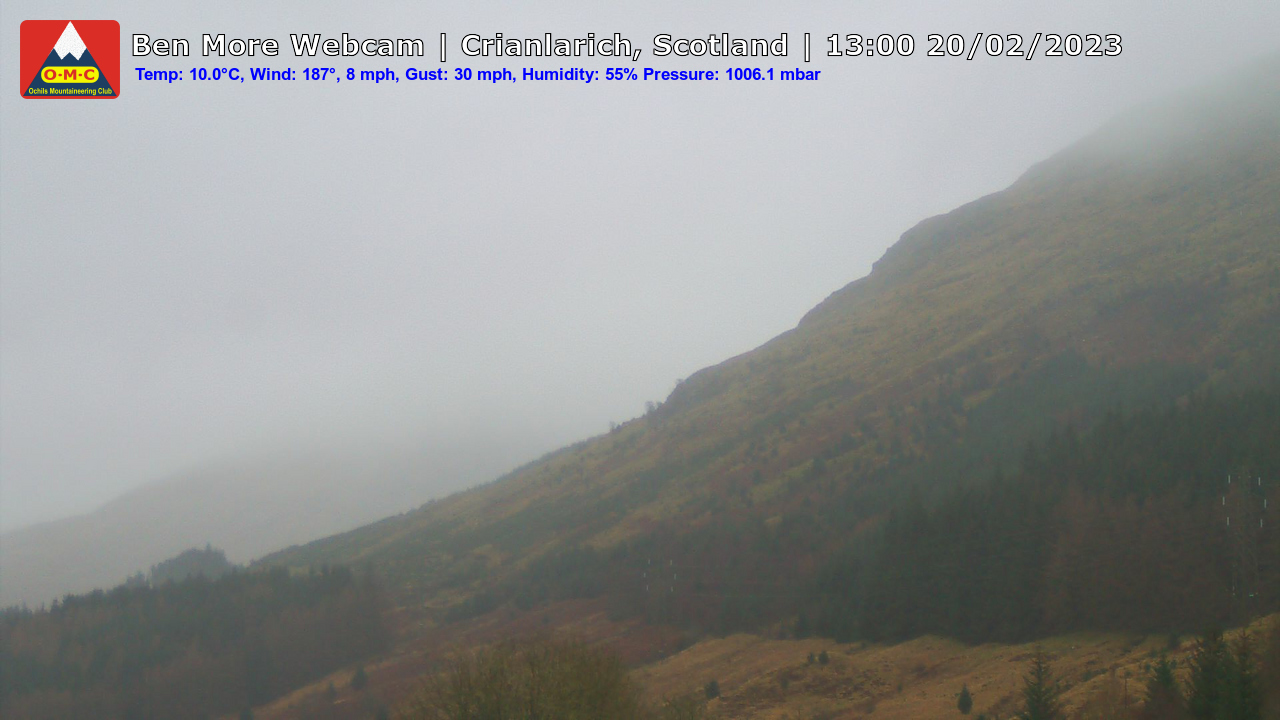 Ben More Webcam | Crianlarich, Scotland | 13:00 20/02/2023
Temp: 10.0°C, Wind: 187°, 8 mph, Gust: 30 mph, Humidity: 55% Pressure: 1006.1 mbar
O·M·C
Ochils Mountaineering Club